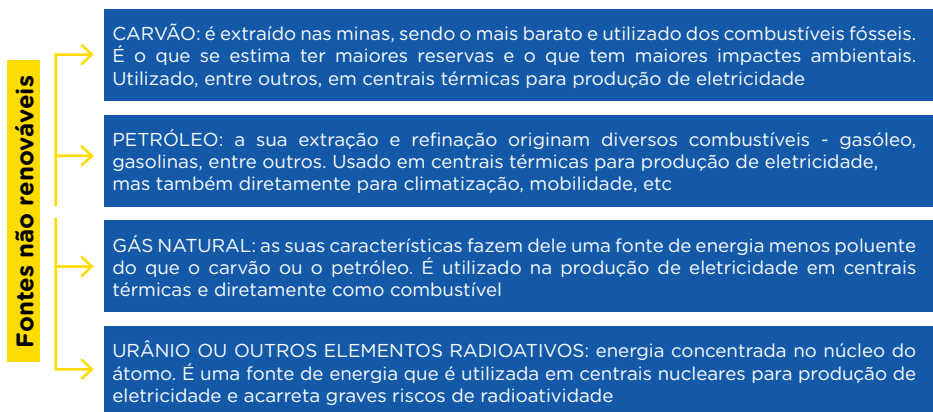 Fontes não renováveis
CARVÃO: é extraído nas minas, sendo o mais barato e utilizado dos combustíveis fósseis.
É o que se estima ter maiores reservas e o que tem maiores impactes ambientais.
Utilizado, entre outros, em centrais térmicas para produção de eletricidade
PETRÓLEO: a sua extração e refinação originam diversos combustíveis - gasóleo,
gasolinas, entre outros. Usado em centrais térmicas para produção de eletricidade,
mas também diretamente para climatização, mobilidade, etc
GÁS NATURAL: as suas características fazem dele uma fonte de energia menos poluente
do que o carvão ou o petróleo. É utilizado na produção de eletricidade em centrais
térmicas e diretamente como combustível
URÂNIO OU OUTROS ELEMENTOS RADIOATIVOS: energia concentrada no núcleo do
átomo. É uma fonte de energia que é utilizada em centrais nucleares para produção de
eletricidade e acarreta graves riscos de radioatividade